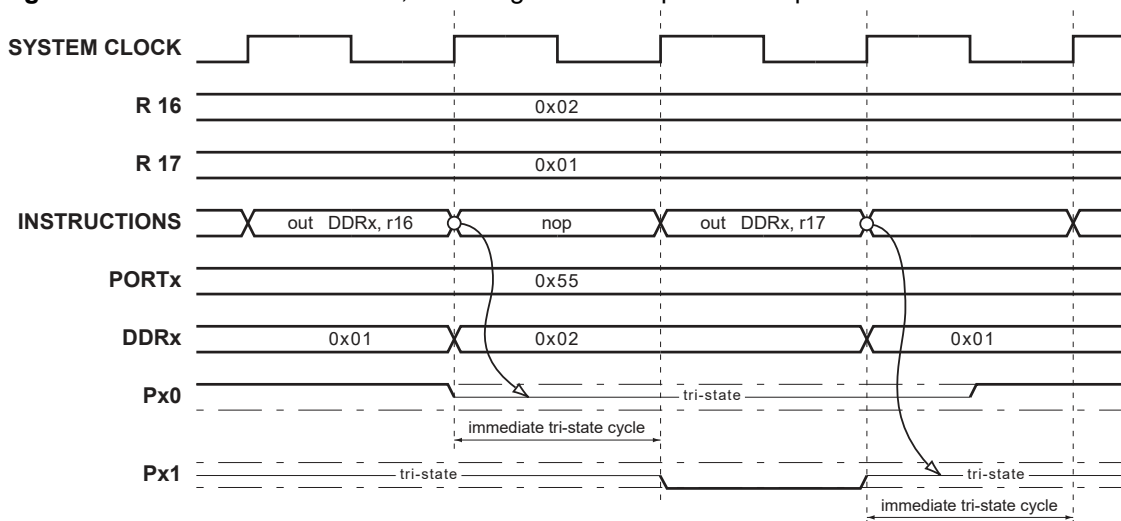 SYSTEM CLOCK
R 16
0x02
R 17
0x01
INSTRUCTIONS
out DDRx, r16
nop
out DDRx, r17
PORTx
0x55
DDRx
0x01
0x02
0x01
Px0
tri-state
immediate tri-state cycle
Px1
tri-state
tri-state
immediate tri-state cycle